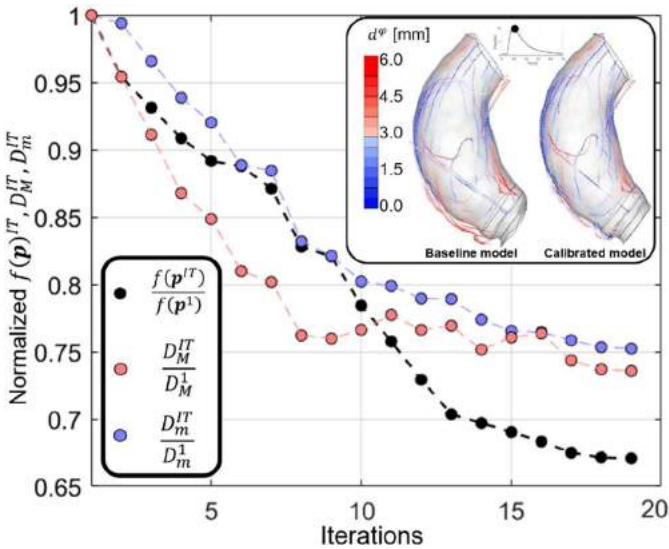 Normalized f(p)^IT, D_M^IT, D_m^IT
1
0.95
0.9
0.85
0.8
0.75
0.7
0.65
5
10
15
20
Iterations
f(p^IT)
f(p^1)
D_M^IT
D_M^1
D_m^IT
D_m^1
d^φ [mm]
6.0
4.5
3.0
1.5
0.0
Baseline model
Calibrated model